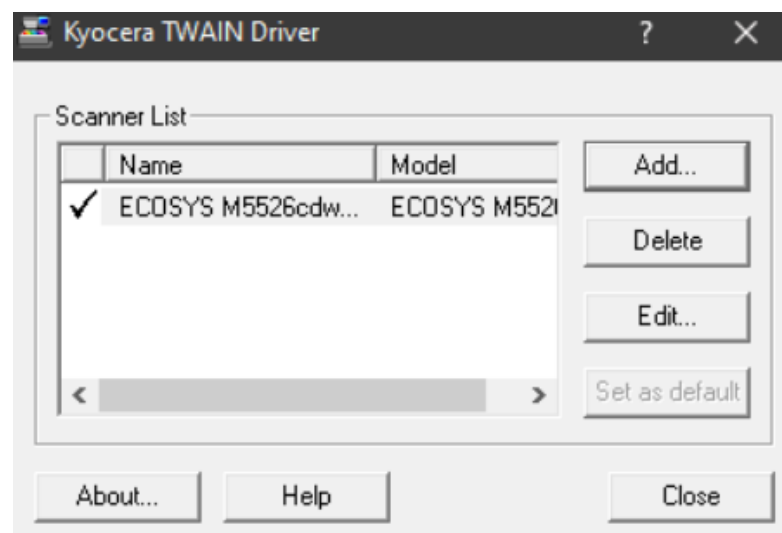 Kyocera TWAIN Driver
Scanner List
Name Model
ECOSYS M5526cdw... ECOSYS M552
Add...
Delete
Edit...
Set as default
About... Help Close